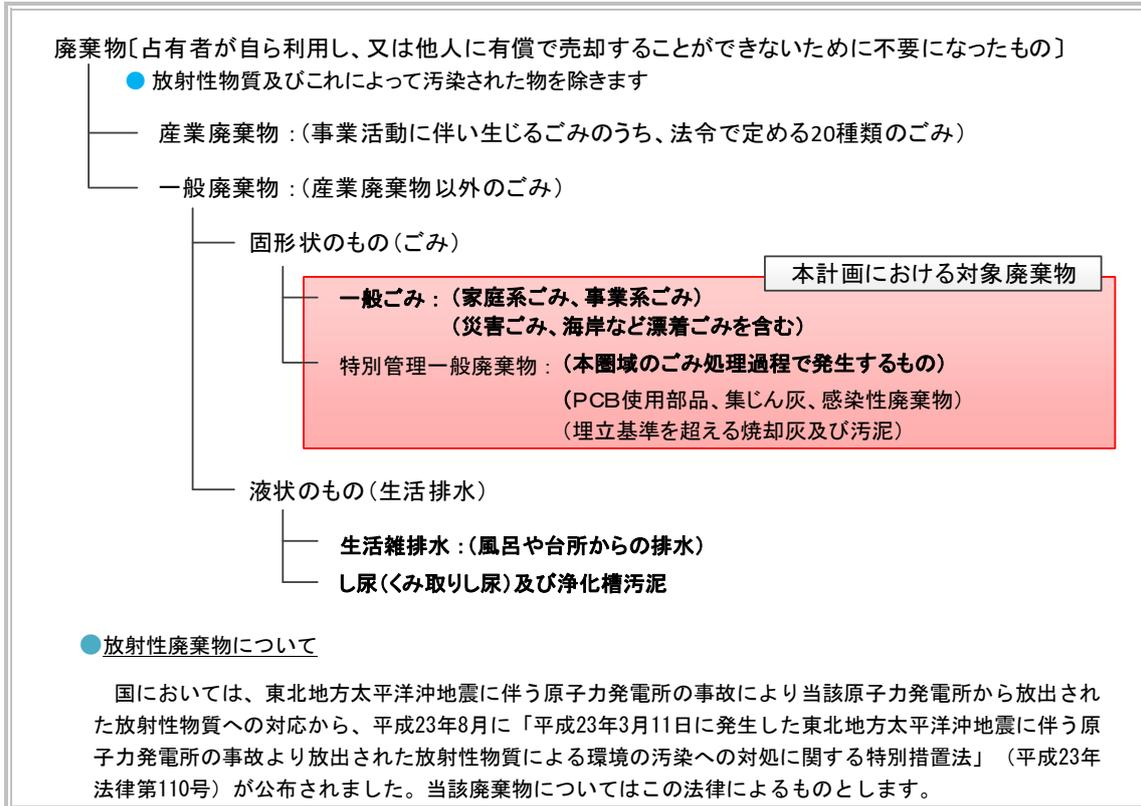 廃棄物〔占有者が自ら利用し、又は他人に有償で売却することができないために不要になったもの〕
● 放射性物質及びこれによって汚染された物を除きます
産業廃棄物：（事業活動に伴い生じるごみのうち、法令で定める20種類のごみ）
一般廃棄物：（産業廃棄物以外のごみ）
固形状のもの（ごみ）
本計画における対象廃棄物
一般ごみ：（家庭系ごみ、事業系ごみ）
（災害ごみ、海岸など漂着ごみを含む）
特別管理一般廃棄物：（本圏域のごみ処理過程で発生するもの）
（PCB使用部品、集じん灰、感染性廃棄物）
（埋立基準を超える焼却灰及び汚泥）
液状のもの（生活排水）
生活雑排水：（風呂や台所からの排水）
し尿（くみ取りし尿）及び浄化槽汚泥
●放射性廃棄物について
国においては、東北地方太平洋沖地震に伴う原子力発電所の事故により当該原子力発電所から放出され
た放射性物質への対応から、平成23年8月に「平成23年3月11日に発生した東北地方太平洋沖地震に伴う原
子力発電所の事故より放出された放射性物質による環境の汚染への対処に関する特別措置法」（平成23年
法律第110号）が公布されました。当該廃棄物についてはこの法律によるものとします。